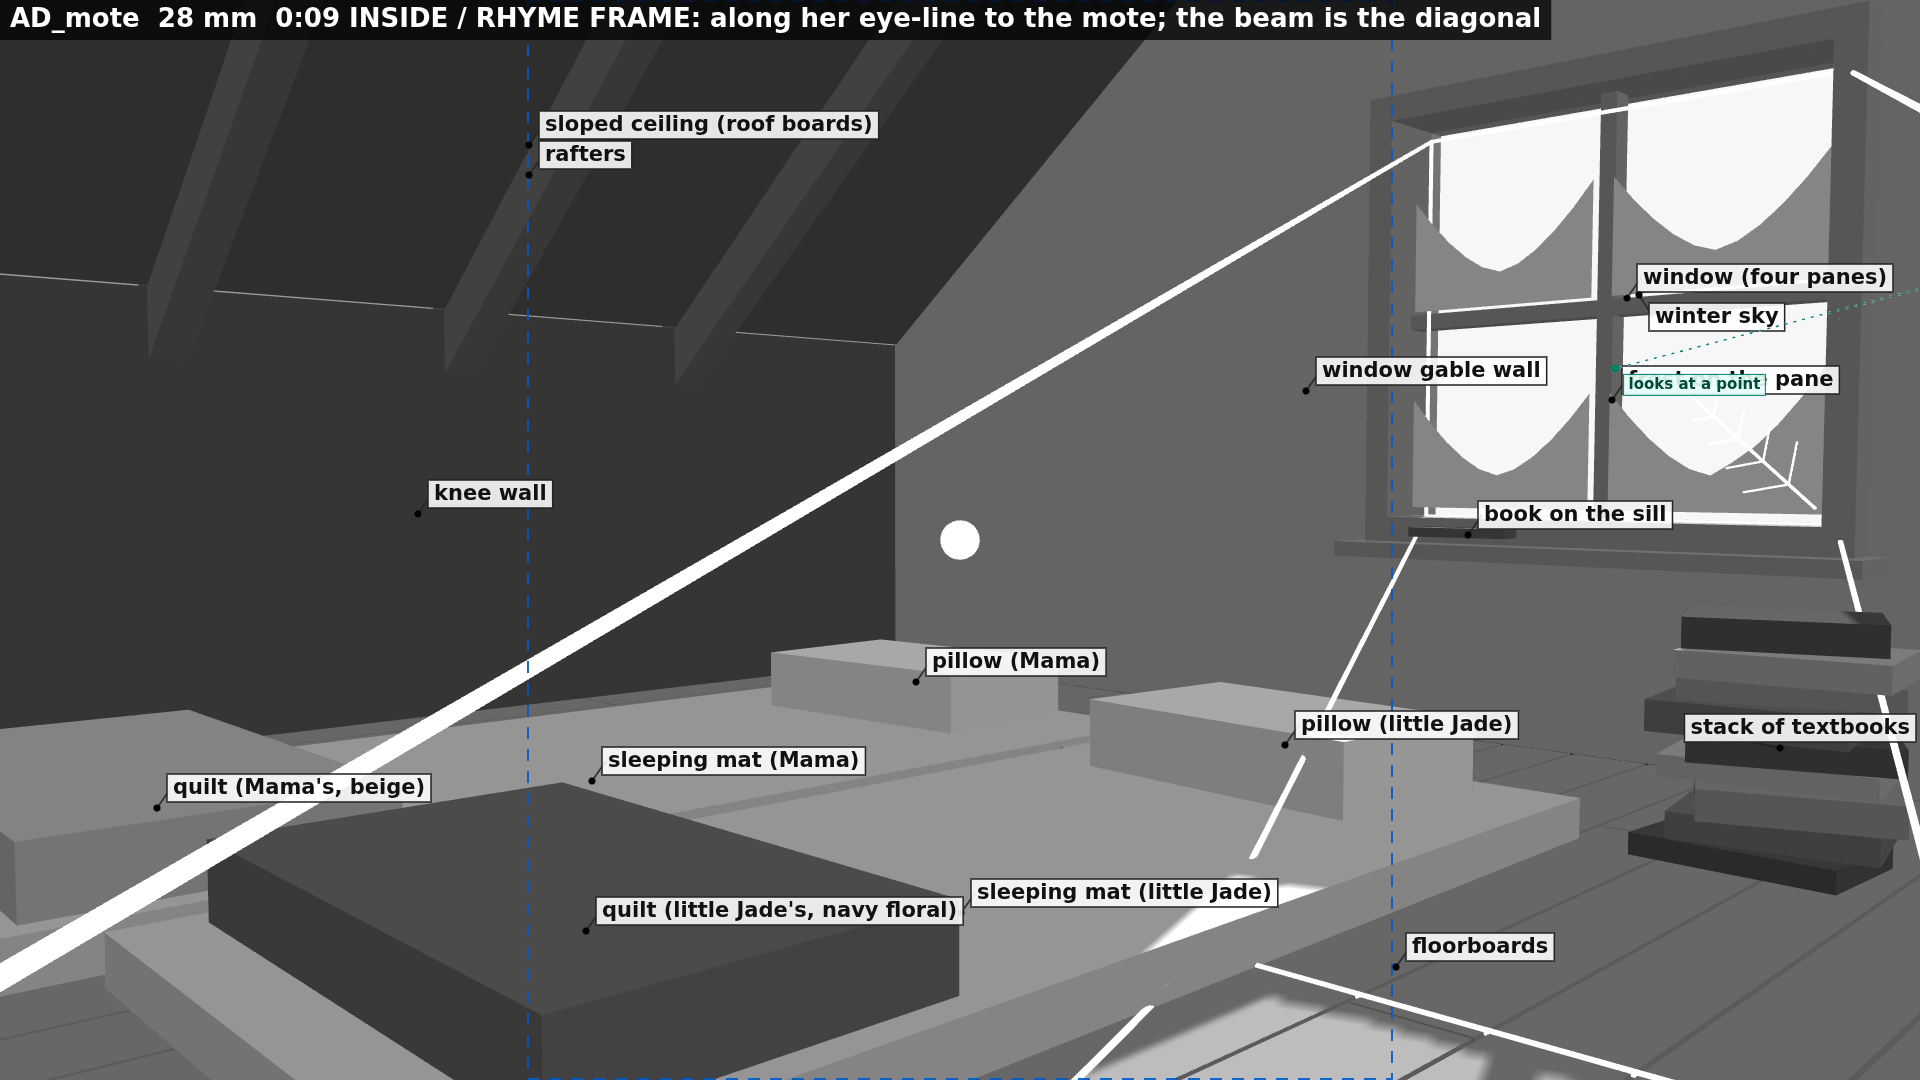 AD_mote  28 mm  0:09 INSIDE / RHYME FRAME: along her eye-line to the mote; the beam is the diagonal
sloped ceiling (roof boards)
rafters
window (four panes)
winter sky
window gable wall
pane
looks at a point
knee wall
book on the sill
pillow (Mama)
pillow (little Jade)
stack of textbooks
sleeping mat (Mama)
quilt (Mama's, beige)
sleeping mat (little Jade)
quilt (little Jade's, navy floral)
floorboards